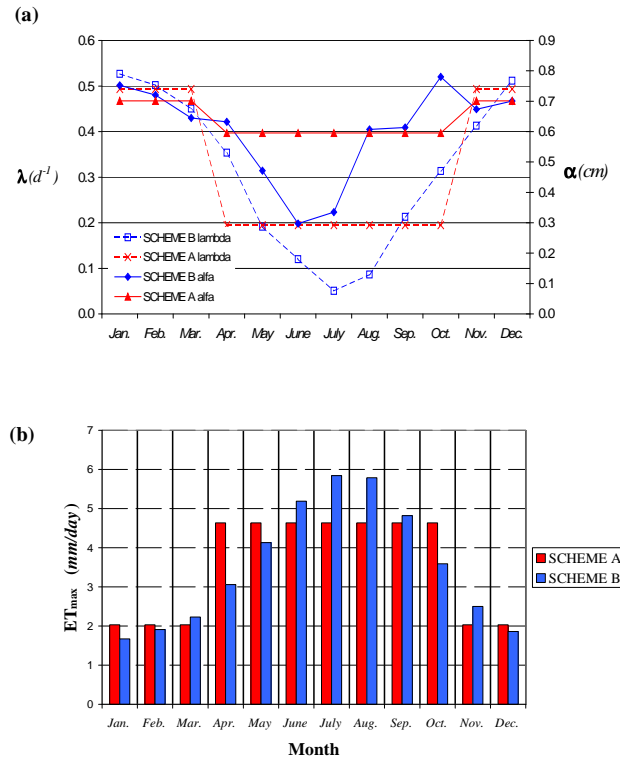 (a)
0.6 0.9
0.5 0.8
0.7
0.4 0.6
0.5
λ(d⁻¹) 0.3 α(cm)
0.4
0.2 0.3
SCHEME B lambda
SCHEME A lambda
0.2
0.1 SCHEME B alfa
0.1
SCHEME A alfa
0.0 0.0
Jan. Feb. Mar. Apr. May June July Aug. Sep. Oct. Nov. Dec.
(b)
7
6
5
4
3
2
1
0
ETmax (mm/day)
SCHEME A
SCHEME B
Jan. Feb. Mar. Apr. May June July Aug. Sep. Oct. Nov. Dec.
Month